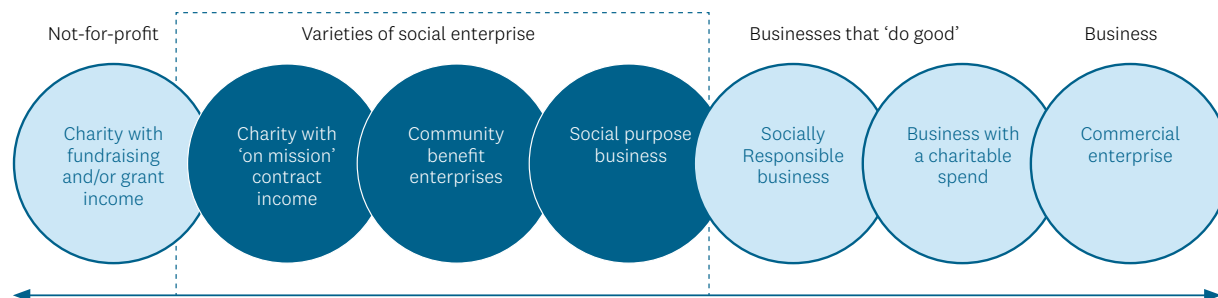 Not-for-profit
Varieties of social enterprise
Businesses that ‘do good’
Business
Charity with
fundraising
and/or grant
income
Charity with
‘on mission’
contract
income
Community
benefit
enterprises
Social purpose
business
Socially
Responsible
business
Business with
a charitable
spend
Commercial
enterprise